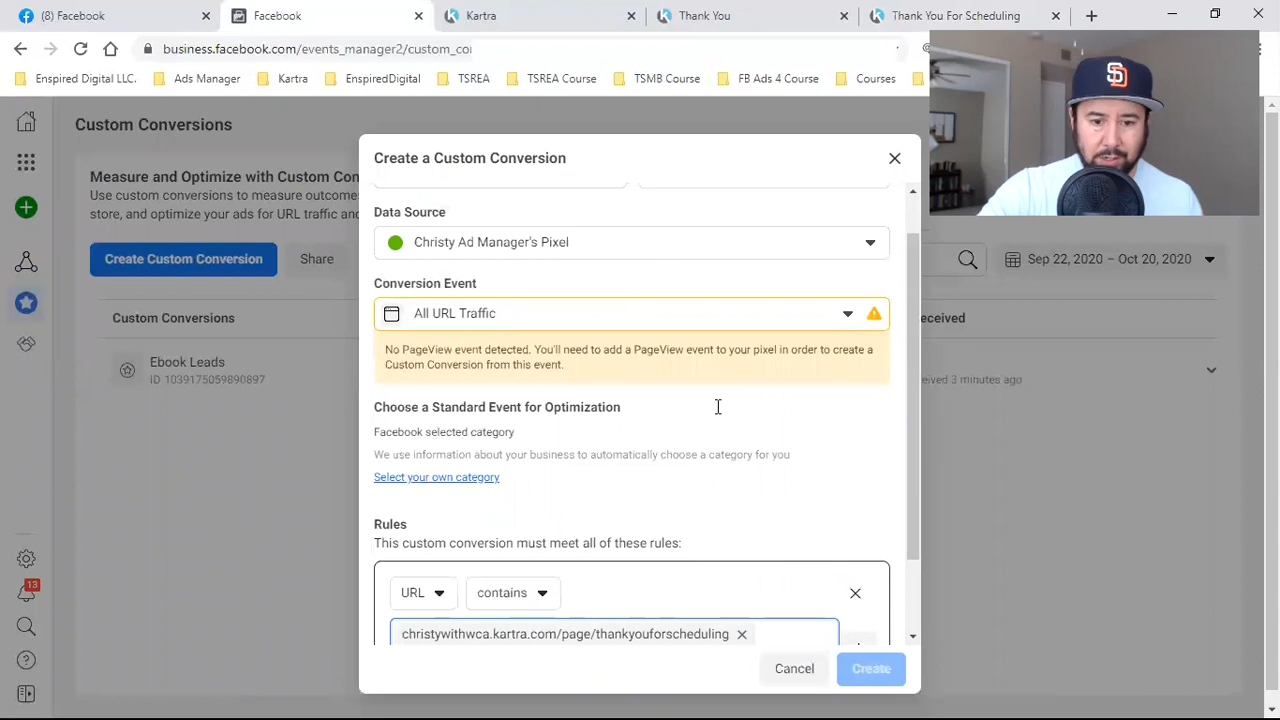 Facebook
Facebook
Kartra
Thank You
Thank You For Scheduling
business.facebook.com/events_manager2/custom_co
Enspired Digital LLC.
Ads Manager
Kartra
EnspiredDigital
TSREA
TSREA Course
TSMB Course
FB Ads 4 Course
Courses
Custom Conversions
Measure and Optimize with Custom Con
Use custom conversions to measure outcome
store, and optimize your ads for URL traffic an
Create Custom Conversion
Share
Sep 22, 2020 – Oct 20, 2020
Custom Conversions
eceived
Ebook Leads
ID 1039175059890897
ceived 3 minutes ago
13
Create a Custom Conversion
Data Source
Christy Ad Manager's Pixel
Conversion Event
All URL Traffic
No PageView event detected. You'll need to add a PageView event to your pixel in order to create a
Custom Conversion from this event.
Choose a Standard Event for Optimization
Facebook selected category
We use information about your business to automatically choose a category for you
Select your own category
Rules
This custom conversion must meet all of these rules:
URL
contains
christywithwca.kartra.com/page/thankyouforscheduling
Cancel
Create